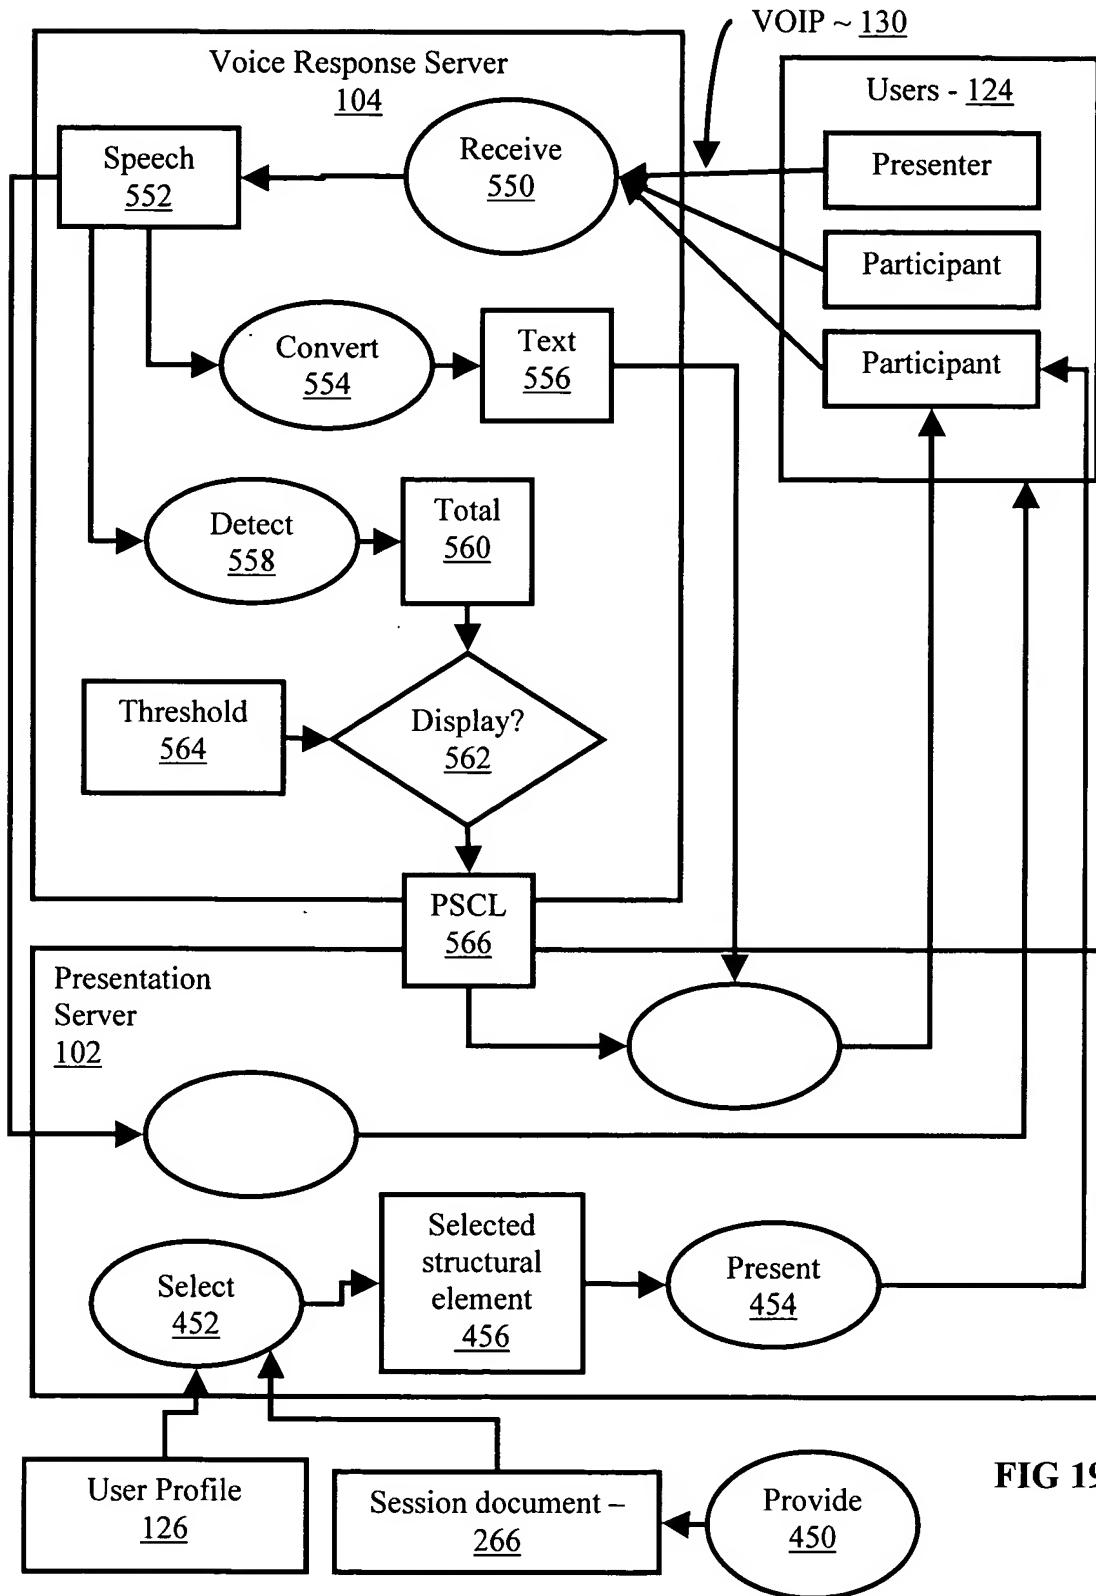 VOIP ~ 130
Voice Response Server
104
Users - 124
Speech
552
Receive
550
Presenter
Participant
Participant
Convert
554
Text
556
Detect
558
Total
560
Threshold
564
Display?
562
PSCL
566
Presentation
Server
102
Select
452
Selected
structural
element
456
Present
454
User Profile
126
Session document –
266
Provide
450
FIG 19